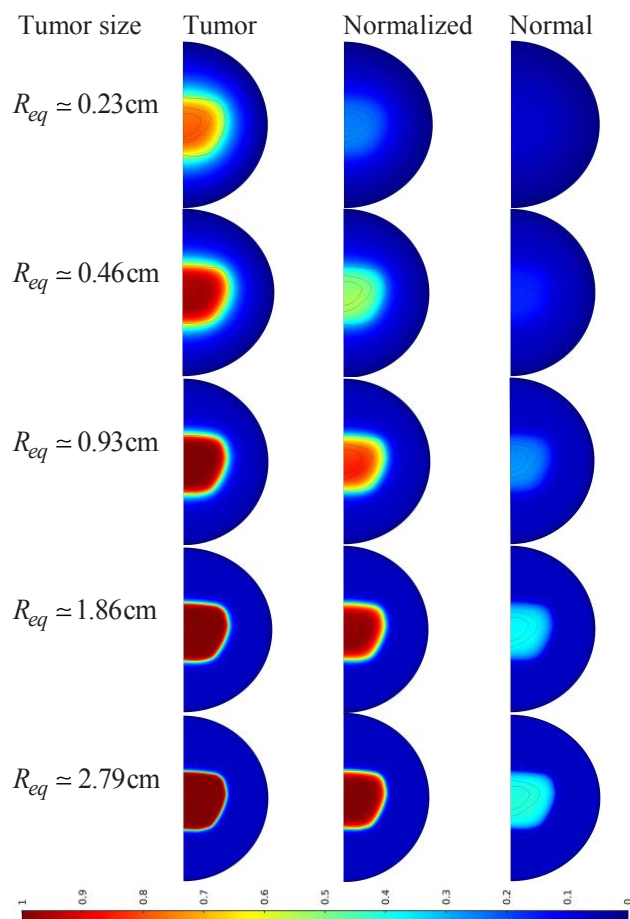 Tumor size Tumor Normalized Normal
R_eq ≃ 0.23cm
R_eq ≃ 0.46cm
R_eq ≃ 0.93cm
R_eq ≃ 1.86cm
R_eq ≃ 2.79cm
1 0.9 0.8 0.7 0.6 0.5 0.4 0.3 0.2 0.1 0